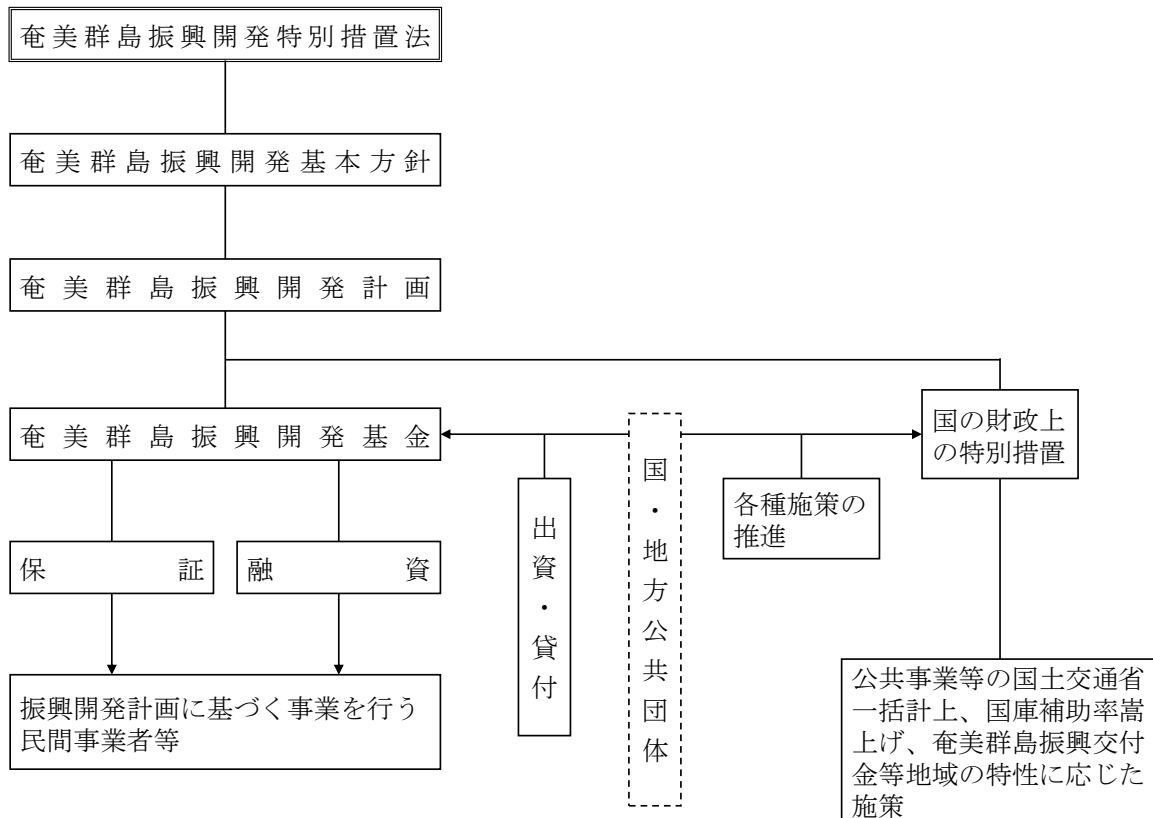 奄美群島振興開発特別措置法
奄美群島振興開発基本方針
奄美群島振興開発計画
奄美群島振興開発基金
国の財政上
の特別措置
国・地方公共団体
各種施策の
推進
出資・貸付
保証
融資
振興開発計画に基づく事業を行う
民間事業者等
公共事業等の国土交通省
一括計上、国庫補助率嵩
上げ、奄美群島振興交付
金等地域の特性に応じた
施策